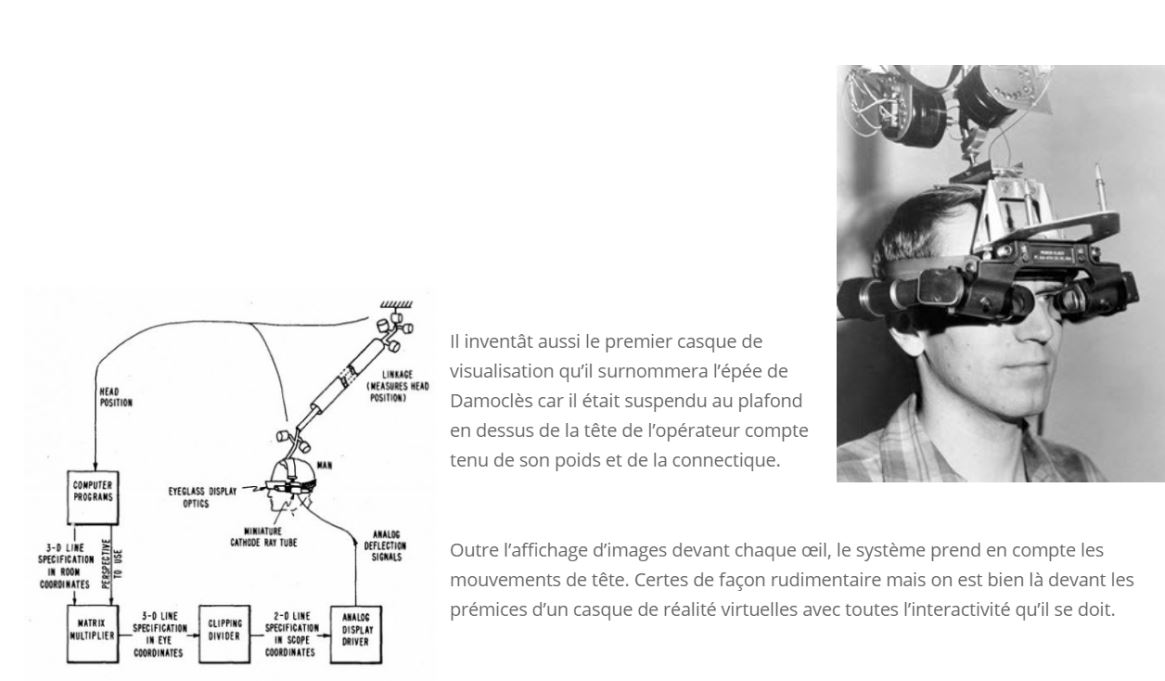 Il inventât aussi le premier casque de
visualisation qu’il surnommera l’épée de
Damoclès car il était suspendu au plafond
en dessus de la tête de l’opérateur compte
tenu de son poids et de la connectique.
Outre l’affichage d’images devant chaque œil, le système prend en compte les
mouvements de tête. Certes de façon rudimentaire mais on est bien là devant les
prémices d’un casque de réalité virtuelles avec toutes l’interactivité qu’il se doit.
HEAD
POSITION
LINKAGE
(MEASURES HEAD
POSITION)
MAN
EYEGLASS DISPLAY
OPTICS
MINIATURE
CATHODE RAY TUBE
ANALOG
DEFLECTION
SIGNALS
COMPUTER
PROGRAMS
3-D LINE
SPECIFICATION
IN ROOM
COORDINATES
PERSPECTIVE
TO USE
MATRIX
MULTIPLIER
3-D LINE
SPECIFICATION
IN EYE
COORDINATES
CLIPPING
DIVIDER
2-D LINE
SPECIFICATION
IN SCOPE
COORDINATES
ANALOG
DISPLAY
DRIVER